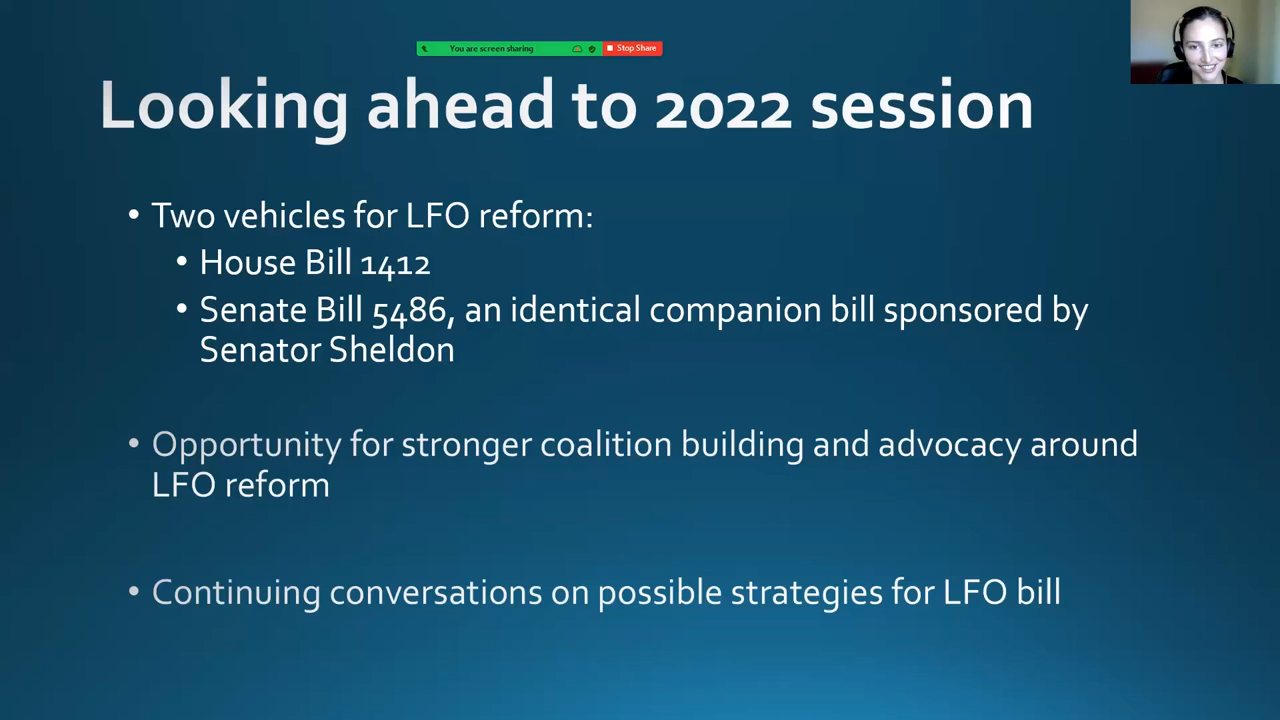 You are screen sharing
Stop Share
Looking ahead to 2022 session
• Two vehicles for LFO reform:
• House Bill 1412
• Senate Bill 5486, an identical companion bill sponsored by
Senator Sheldon
• Opportunity for stronger coalition building and advocacy around
LFO reform
• Continuing conversations on possible strategies for LFO bill